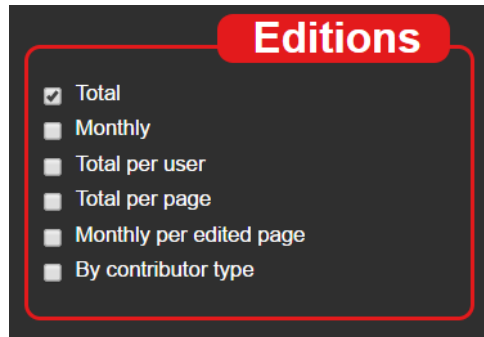 Editions
Total
Monthly
Total per user
Total per page
Monthly per edited page
By contributor type